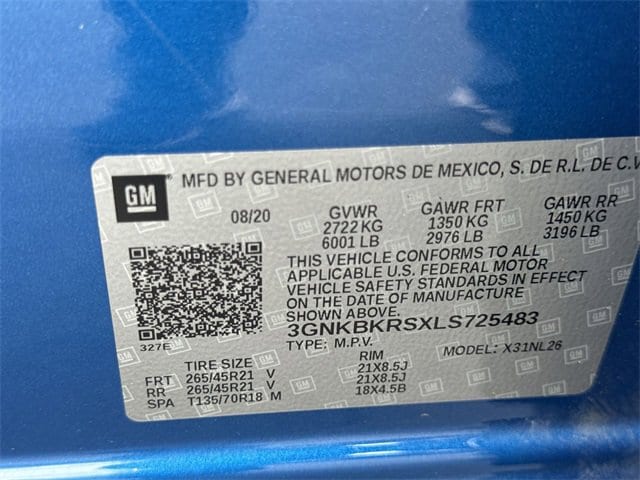 GM
MFD BY GENERAL MOTORS DE MEXICO, S. DE R.L. DE C.V
08/20 GVWR GAWR FRT GAWR RR
2722 KG 1350 KG 1450 KG
6001 LB 2976 LB 3196 LB
THIS VEHICLE CONFORMS TO ALL
APPLICABLE U.S. FEDERAL MOTOR
VEHICLE SAFETY STANDARDS IN EFFECT
ON THE DATE OF MANUFACTURE SHOWN ABOVE.
3GNKBKRSXLS725483
327E TYPE: M.P.V. MODEL: X31NL26
TIRE SIZE RIM
FRT 265/45R21 V 21X8.5J
RR 265/45R21 V 21X8.5J
SPA T135/70R18 M 18X4.5B